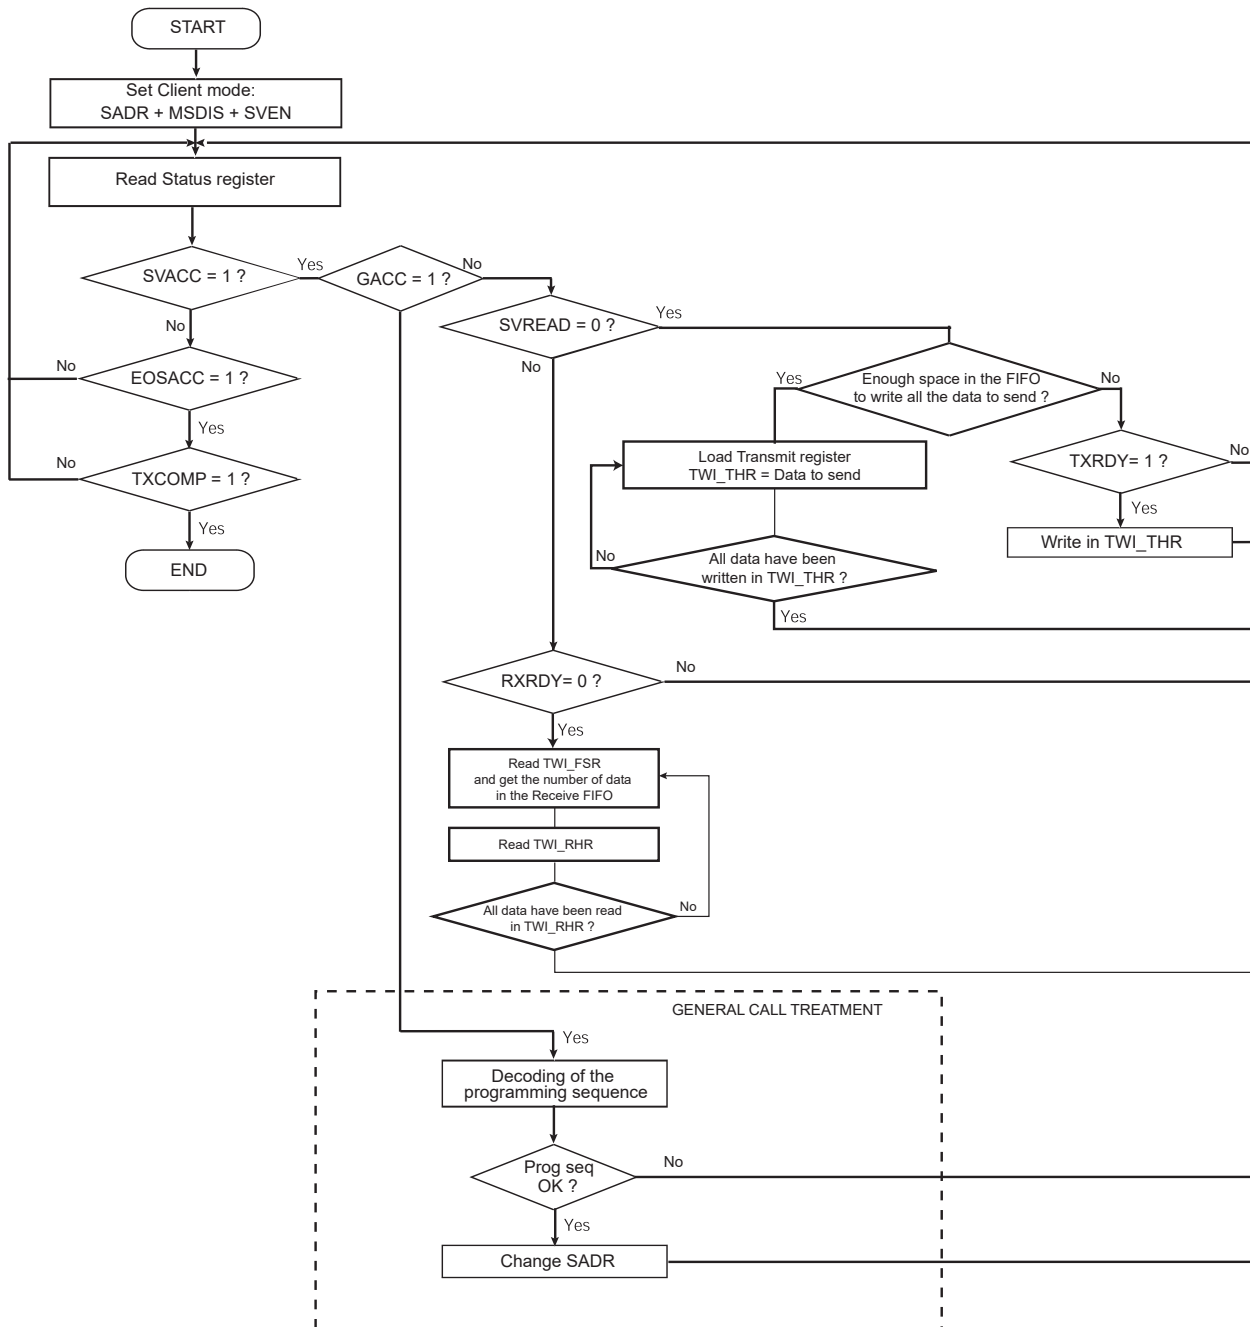 START
Set Client mode:
SADR + MSDIS + SVEN
Read Status register
SVACC = 1 ?
Yes
GACC = 1 ?
No
SVREAD = 0 ?
Yes
No
No
EOSACC = 1 ?
No
Yes
Enough space in the FIFO
to write all the data to send ?
No
Yes
No
TXCOMP = 1 ?
Load Transmit register
TWI_THR = Data to send
TXRDY= 1 ?
No
Yes
Yes
END
No
All data have been
written in TWI_THR ?
Write in TWI_THR
Yes
RXRDY= 0 ?
No
Yes
Read TWI_FSR
and get the number of data
in the Receive FIFO
Read TWI_RHR
All data have been read
in TWI_RHR ?
No
GENERAL CALL TREATMENT
Yes
Decoding of the
programming sequence
Prog seq
OK ?
No
Yes
Change SADR